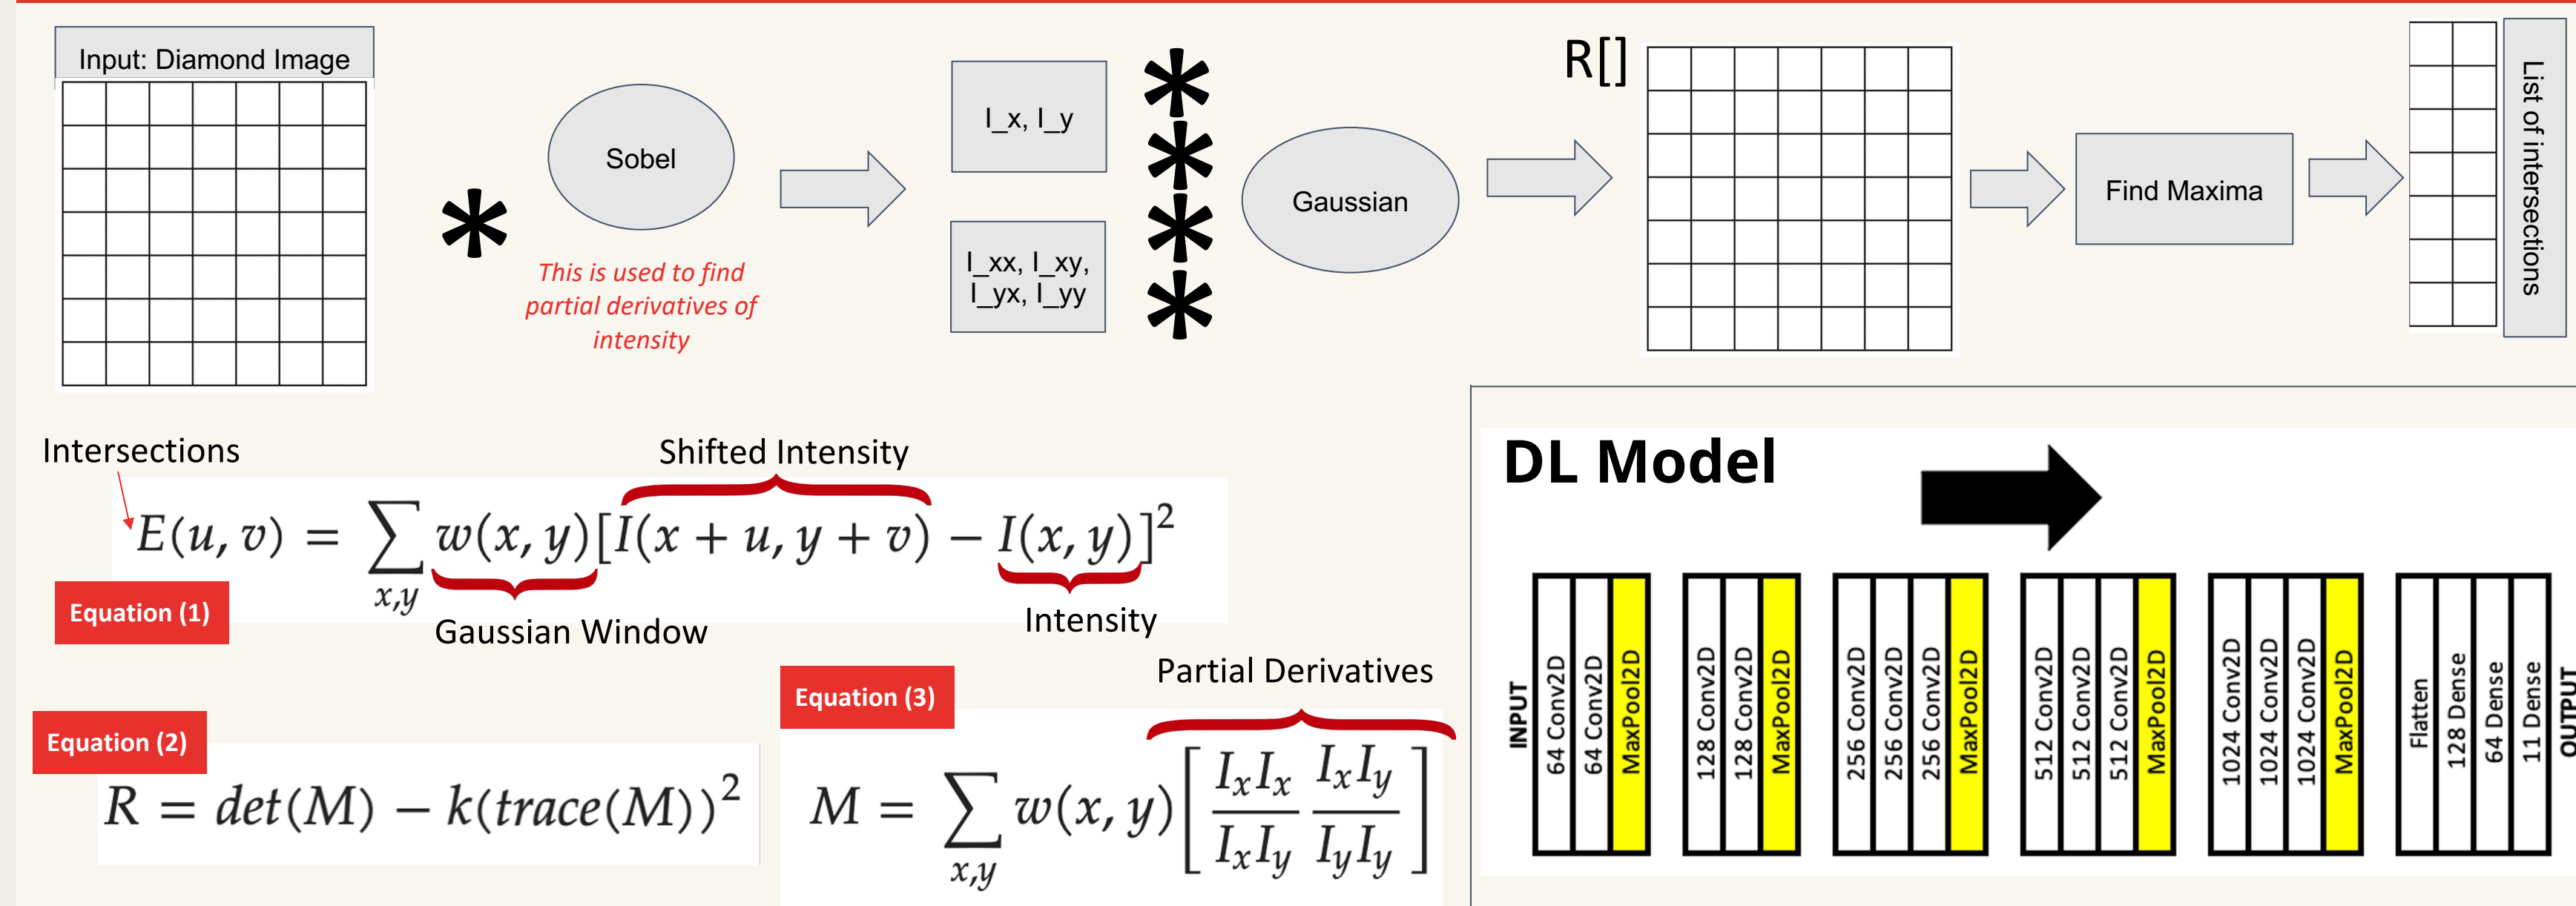 Input: Diamond Image
*
Sobel
This is used to find
partial derivatives of
intensity
I_x, I_y
I_xx, I_xy,
I_yx, I_yy
*
*
*
*
Gaussian
R[]
Find Maxima
List of intersections
Intersections
Shifted Intensity
E(u, v) = ∑ w(x, y)[I(x + u, y + v) − I(x, y)]²
x,y
Equation (1)
Gaussian Window
Intensity
Equation (2)
R = det(M) − k(trace(M))²
Equation (3)
Partial Derivatives
M = ∑ w(x, y)[ IₓIₓ IₓI_y
IₓI_y I_yI_y ]
x,y
DL Model
INPUT
64 Conv2D
64 Conv2D
MaxPool2D
128 Conv2D
128 Conv2D
MaxPool2D
256 Conv2D
256 Conv2D
256 Conv2D
MaxPool2D
512 Conv2D
512 Conv2D
512 Conv2D
MaxPool2D
1024 Conv2D
1024 Conv2D
1024 Conv2D
MaxPool2D
Flatten
128 Dense
64 Dense
11 Dense
OUTPUT